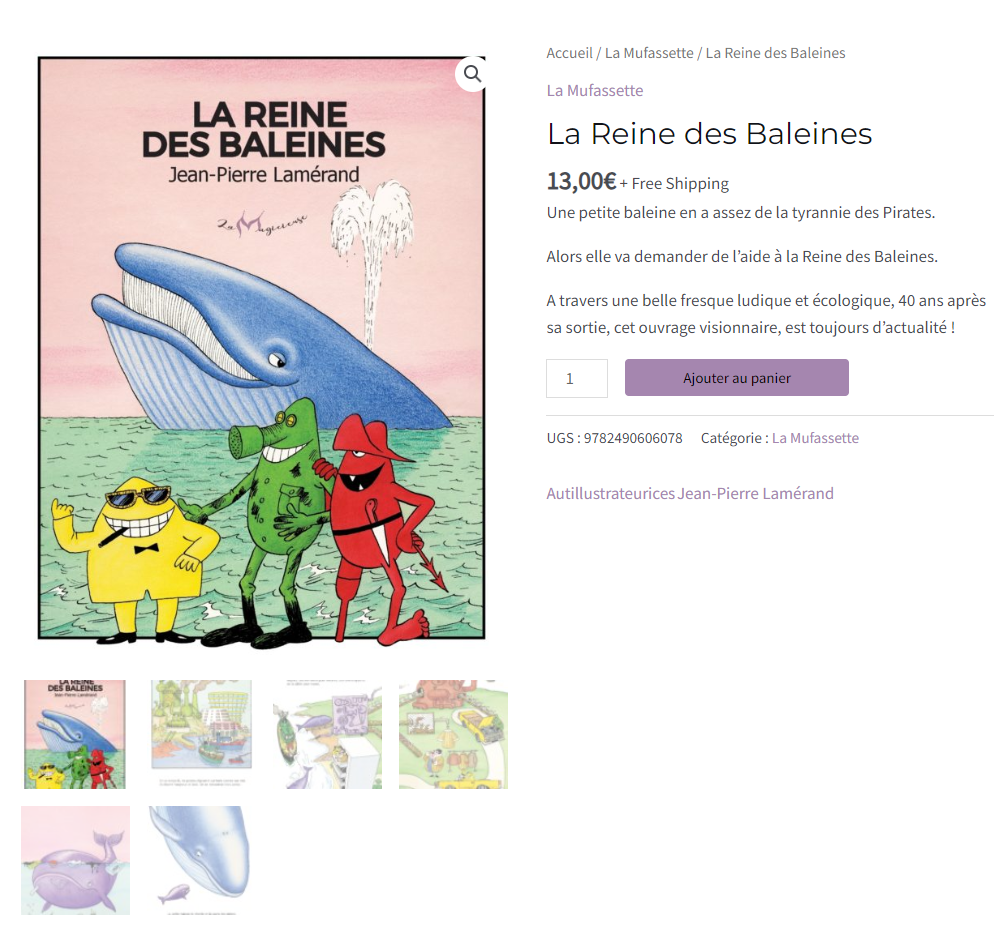 LA REINE
DES BALEINES
Jean-Pierre Lamérand
La Mugerense
Accueil / La Mufassette / La Reine des Baleines
La Mufassette
La Reine des Baleines
13,00€ + Free Shipping
Une petite baleine en a assez de la tyrannie des Pirates.
Alors elle va demander de l’aide à la Reine des Baleines.
A travers une belle fresque ludique et écologique, 40 ans après
sa sortie, cet ouvrage visionnaire, est toujours d’actualité !
1
Ajouter au panier
UGS : 9782490606078 Catégorie : La Mufassette
Autillustrateurices Jean-Pierre Lamérand
LA REINE
DES BALEINES
Jean-Pierre Lamérand